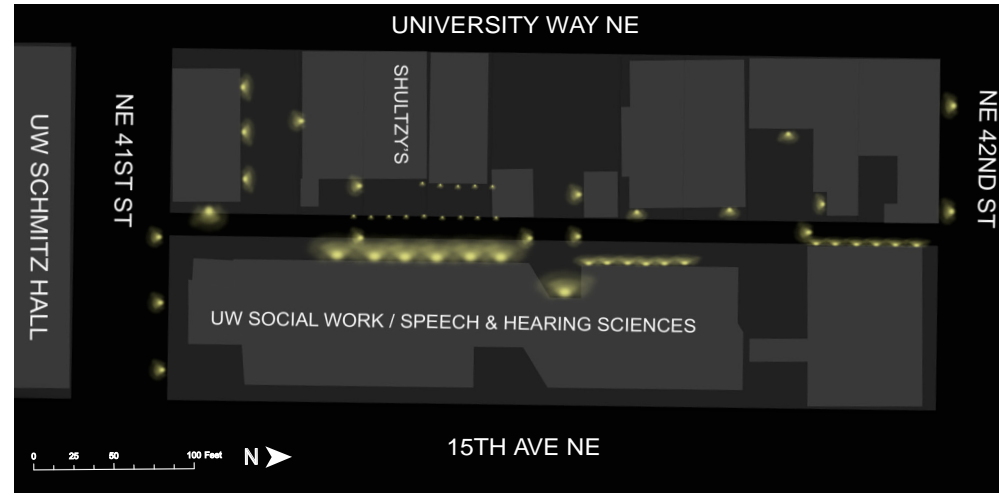 UNIVERSITY WAY NE
UW SCHMITZ HALL
NE 41ST ST
SHULTZY'S
NE 42ND ST
UW SOCIAL WORK / SPEECH & HEARING SCIENCES
15TH AVE NE
0 25 50 100 Feet
N